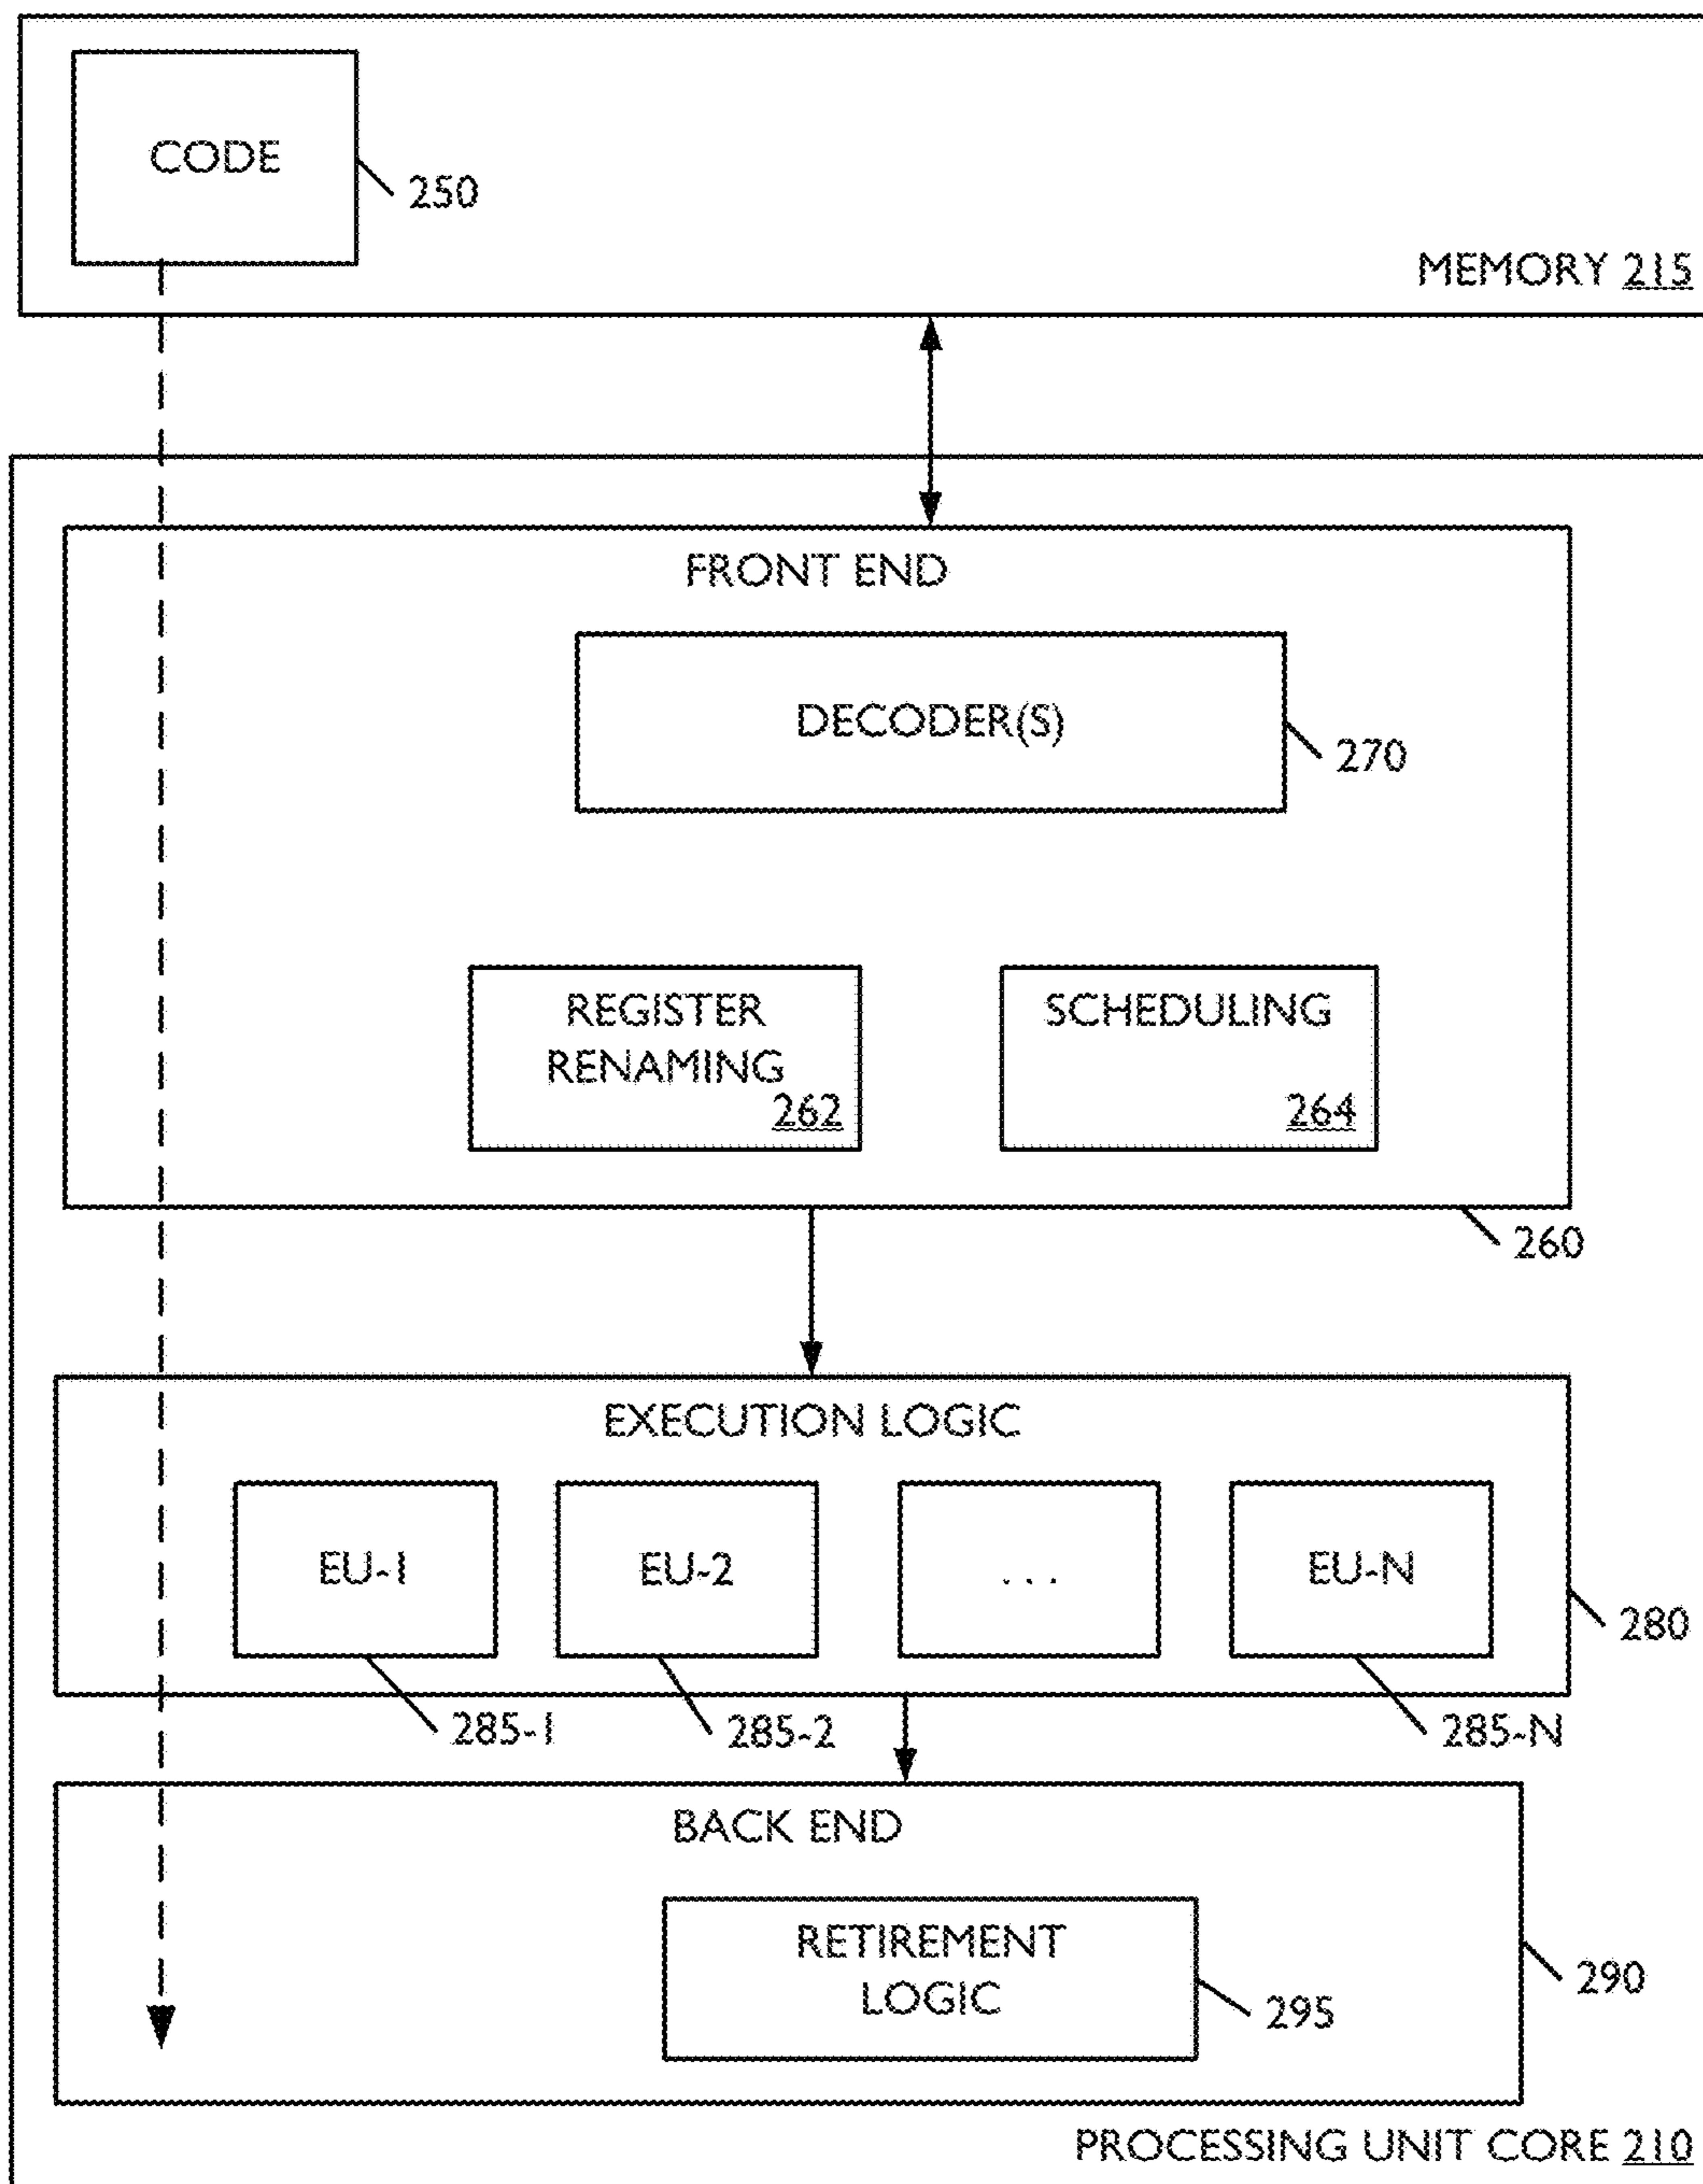 CODE
250
MEMORY 215
FRONT END
DECODER(S)
270
REGISTER
RENAMING
262
SCHEDULING
264
260
EXECUTION LOGIC
EU-1
EU-2
...
EU-N
280
285-1
285-2
285-N
BACK END
RETIREMENT
LOGIC
290
295
PROCESSING UNIT CORE 210